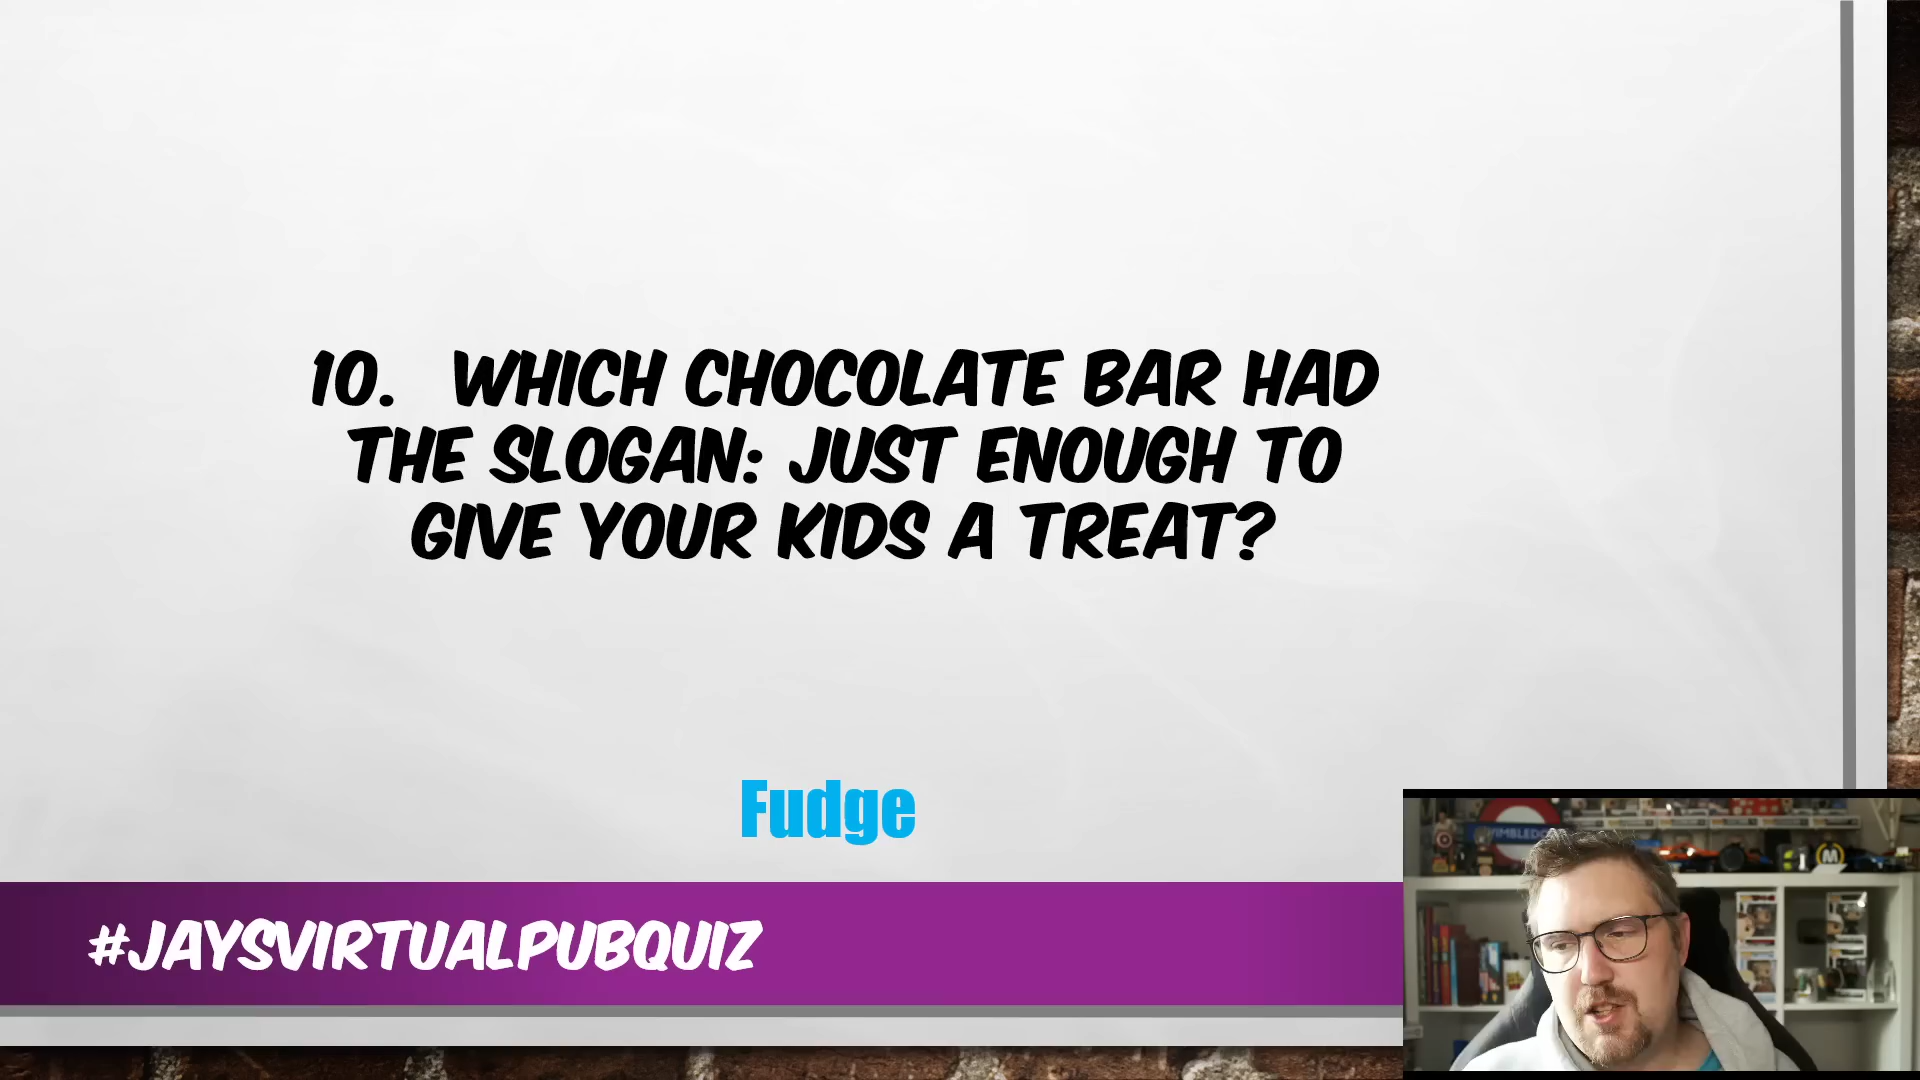 10. WHICH CHOCOLATE BAR HAD
THE SLOGAN: JUST ENOUGH TO
GIVE YOUR KIDS A TREAT?
Fudge
#JAYSVIRTUALPUBQUIZ